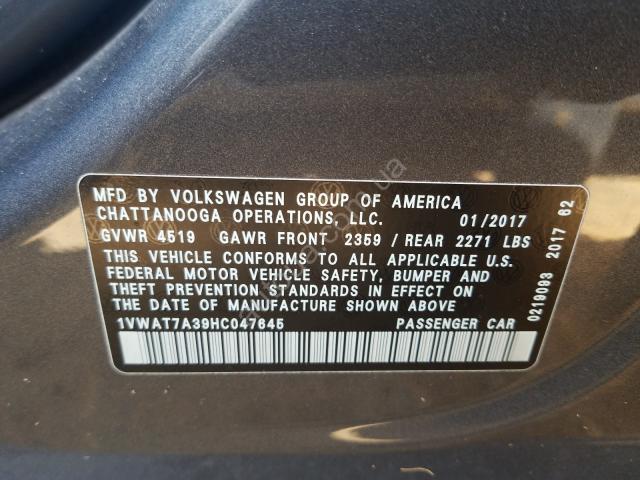 MFD BY VOLKSWAGEN GROUP OF AMERICA
CHATTANOOGA OPERATIONS, LLC. 01/2017
GVWR 4519 GAWR FRONT 2359 / REAR 2271 LBS
THIS VEHICLE CONFORMS TO ALL APPLICABLE U.S.
FEDERAL MOTOR VEHICLE SAFETY, BUMPER AND
THEFT PREVENTION STANDARDS IN EFFECT ON
THE DATE OF MANUFACTURE SHOWN ABOVE
1VWAT7A39HC047645 PASSENGER CAR
0219093 2017 62